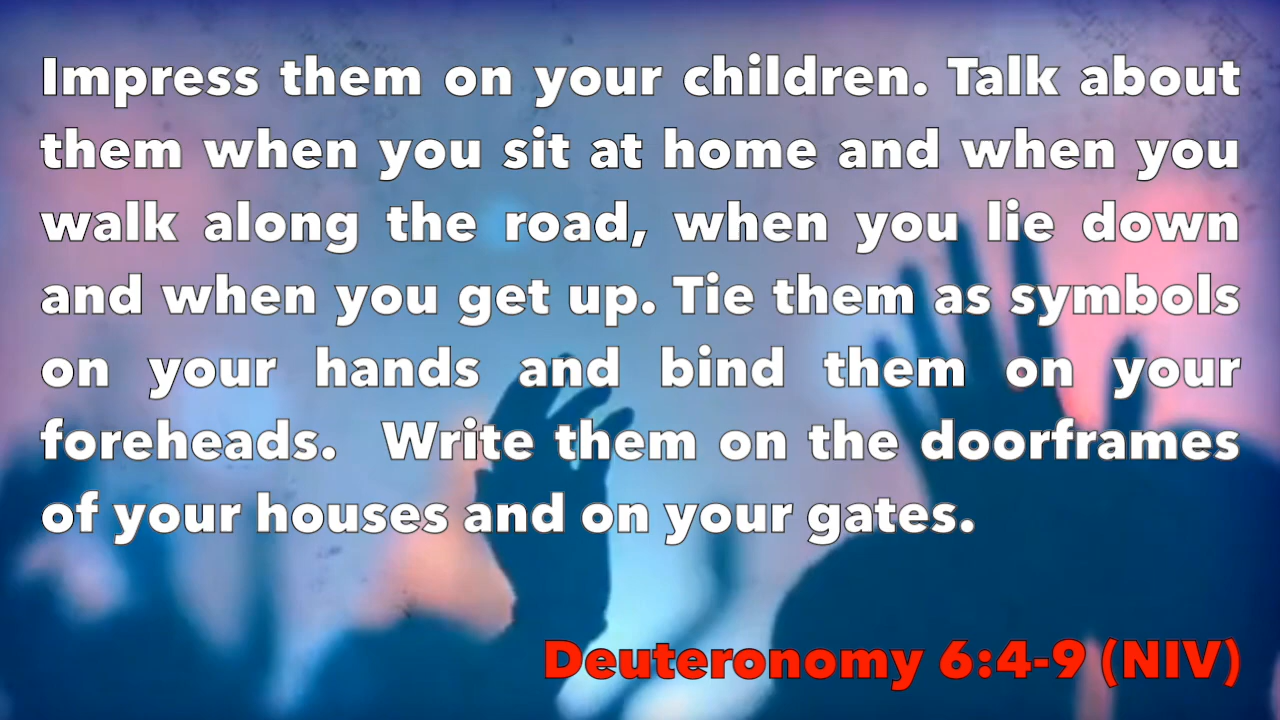 Impress them on your children. Talk about
them when you sit at home and when you
walk along the road, when you lie down
and when you get up. Tie them as symbols
on your hands and bind them on your
foreheads.  Write them on the doorframes
of your houses and on your gates.
Deuteronomy 6:4-9 (NIV)